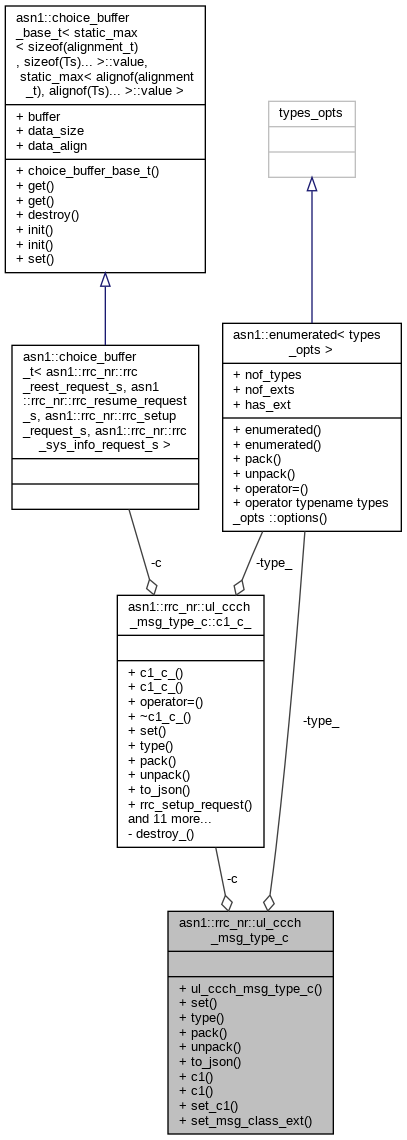 asn1::choice_buffer
_base_t< static_max
< sizeof(alignment_t)
, sizeof(Ts)... >::value,
static_max< alignof(alignment
_t), alignof(Ts)... >::value >
+ buffer
+ data_size
+ data_align
+ choice_buffer_base_t()
+ get()
+ get()
+ destroy()
+ init()
+ init()
+ set()
types_opts
asn1::choice_buffer
_t< asn1::rrc_nr::rrc
_reest_request_s, asn1
::rrc_nr::rrc_resume_request
_s, asn1::rrc_nr::rrc_setup
_request_s, asn1::rrc_nr::rrc
_sys_info_request_s >
asn1::enumerated< types
_opts >
+ nof_types
+ nof_exts
+ has_ext
+ enumerated()
+ enumerated()
+ pack()
+ unpack()
+ operator=()
+ operator typename types
_opts ::options()
-c
-type_
asn1::rrc_nr::ul_ccch
_msg_type_c::c1_c_
+ c1_c_()
+ c1_c_()
+ operator=()
+ ~c1_c_()
+ set()
+ type()
+ pack()
+ unpack()
+ to_json()
+ rrc_setup_request()
and 11 more...
- destroy_()
-type_
-c
asn1::rrc_nr::ul_ccch
_msg_type_c
+ ul_ccch_msg_type_c()
+ set()
+ type()
+ pack()
+ unpack()
+ to_json()
+ c1()
+ c1()
+ set_c1()
+ set_msg_class_ext()